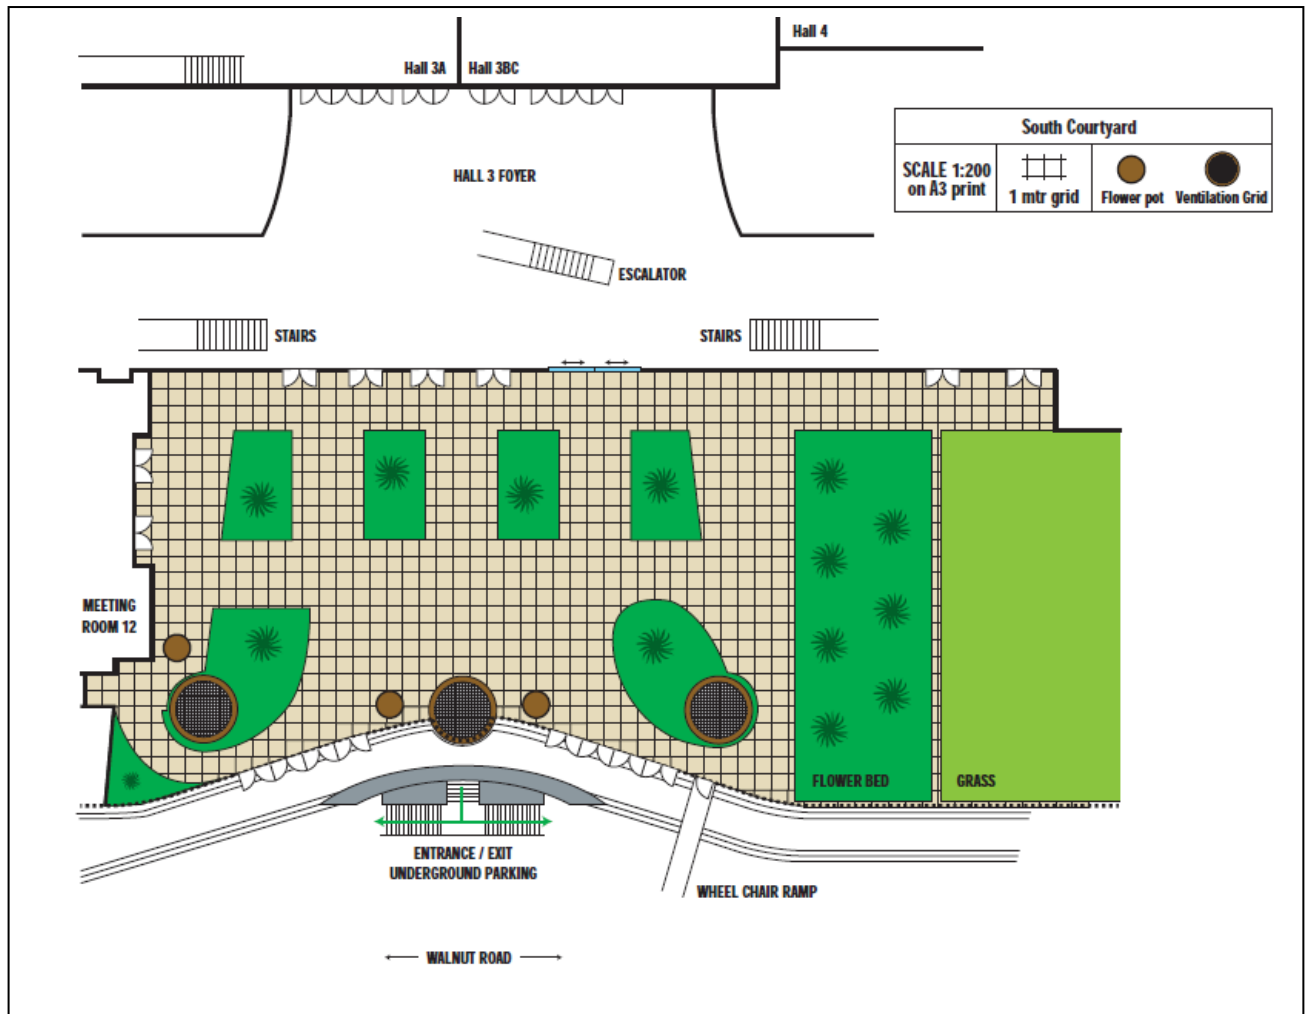 Hall 4
Hall 3A
Hall 3BC
South Courtyard
SCALE 1:200
on A3 print
1 mtr grid
Flower pot
Ventilation Grid
HALL 3 FOYER
ESCALATOR
STAIRS
STAIRS
MEETING
ROOM 12
FLOWER BED
GRASS
ENTRANCE / EXIT
UNDERGROUND PARKING
WHEEL CHAIR RAMP
WALNUT ROAD